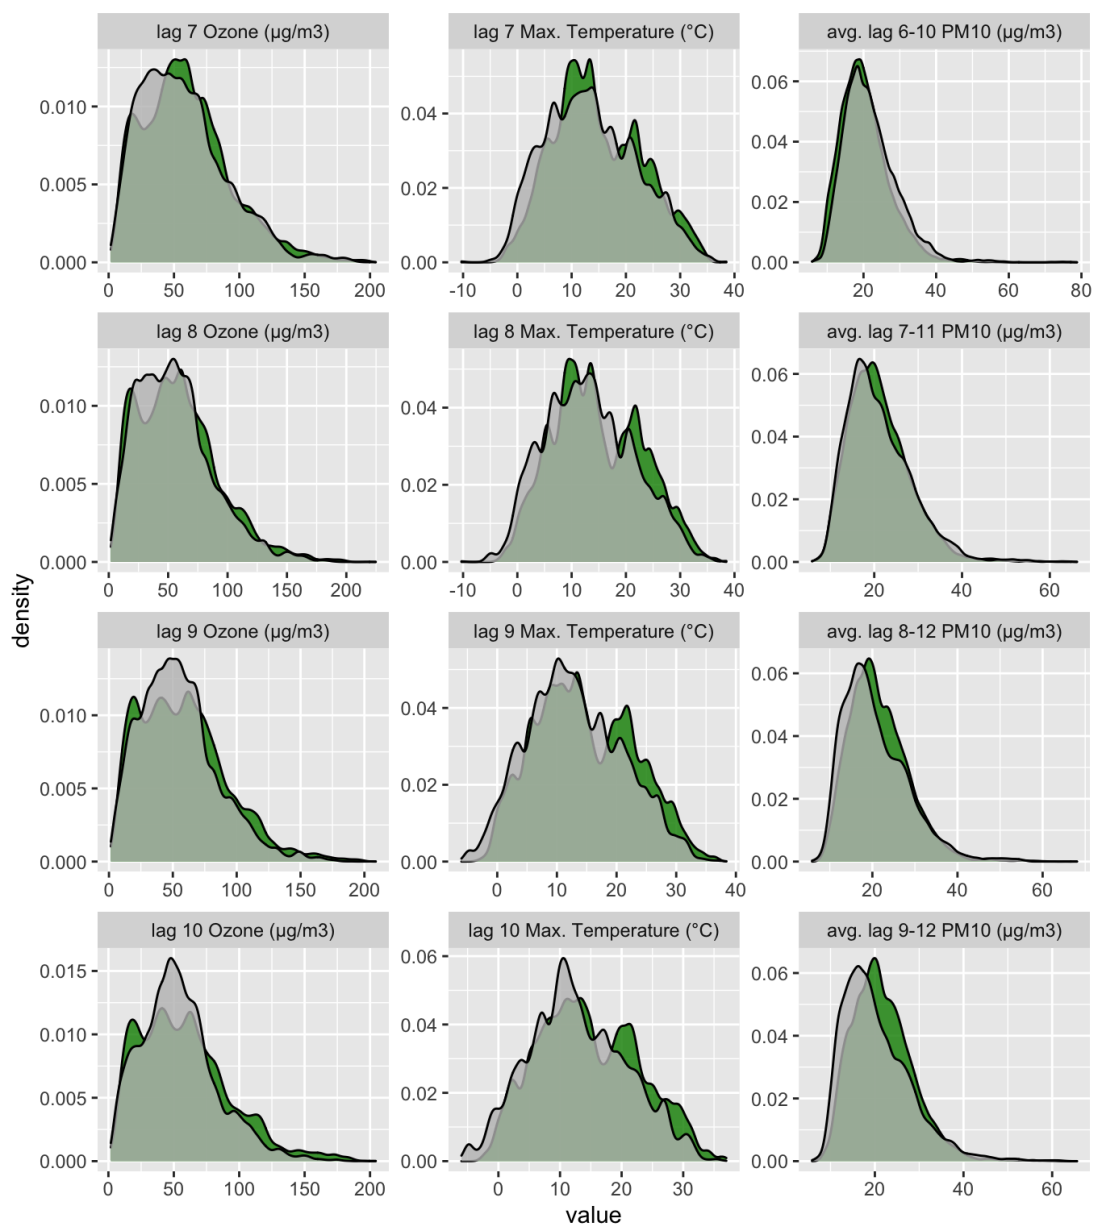 lag 7 Ozone (µg/m3) lag 7 Max. Temperature (°C) avg. lag 6-10 PM10 (µg/m3)
0.010 0.04 0.06
0.005 0.02 0.04
0.000 0.00 0.02
0.00
0 50 100 150 200 -10 0 10 20 30 40 20 40 60 80
lag 8 Ozone (µg/m3) lag 8 Max. Temperature (°C) avg. lag 7-11 PM10 (µg/m3)
0.010 0.04 0.06
0.005 0.02 0.04
0.000 0.00 0.02
0.00
0 50 100 150 200 -10 0 10 20 30 40 20 40 60
density
lag 9 Ozone (µg/m3) lag 9 Max. Temperature (°C) avg. lag 8-12 PM10 (µg/m3)
0.010 0.04 0.06
0.005 0.02 0.04
0.000 0.00 0.02
0.00
0 50 100 150 200 0 10 20 30 40 20 40 60
lag 10 Ozone (µg/m3) lag 10 Max. Temperature (°C) avg. lag 9-12 PM10 (µg/m3)
0.015 0.06 0.06
0.010 0.04 0.04
0.005 0.02 0.02
0.000 0.00 0.00
0 50 100 150 200 0 10 20 30 20 40 60
value